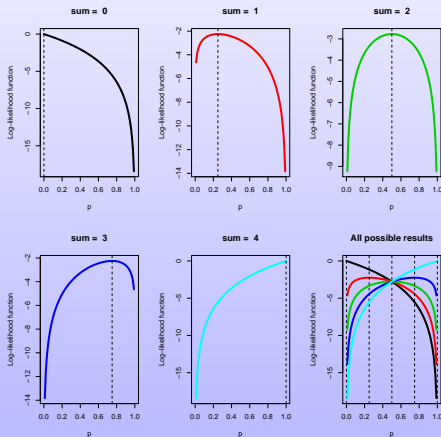 sum = 0
sum = 1
sum = 2
Log-likelihood function
0
-5
-10
-15
0.0 0.2 0.4 0.6 0.8 1.0
p
Log-likelihood function
-2
-4
-6
-8
-10
-12
-14
0.0 0.2 0.4 0.6 0.8 1.0
p
Log-likelihood function
-3
-4
-5
-6
-7
-8
-9
0.0 0.2 0.4 0.6 0.8 1.0
p
sum = 3
sum = 4
All possible results
Log-likelihood function
-2
-4
-6
-8
-10
-12
-14
0.0 0.2 0.4 0.6 0.8 1.0
p
Log-likelihood function
0
-5
-10
-15
0.0 0.2 0.4 0.6 0.8 1.0
p
Log-likelihood function
0
-5
-10
-15
0.0 0.2 0.4 0.6 0.8 1.0
p